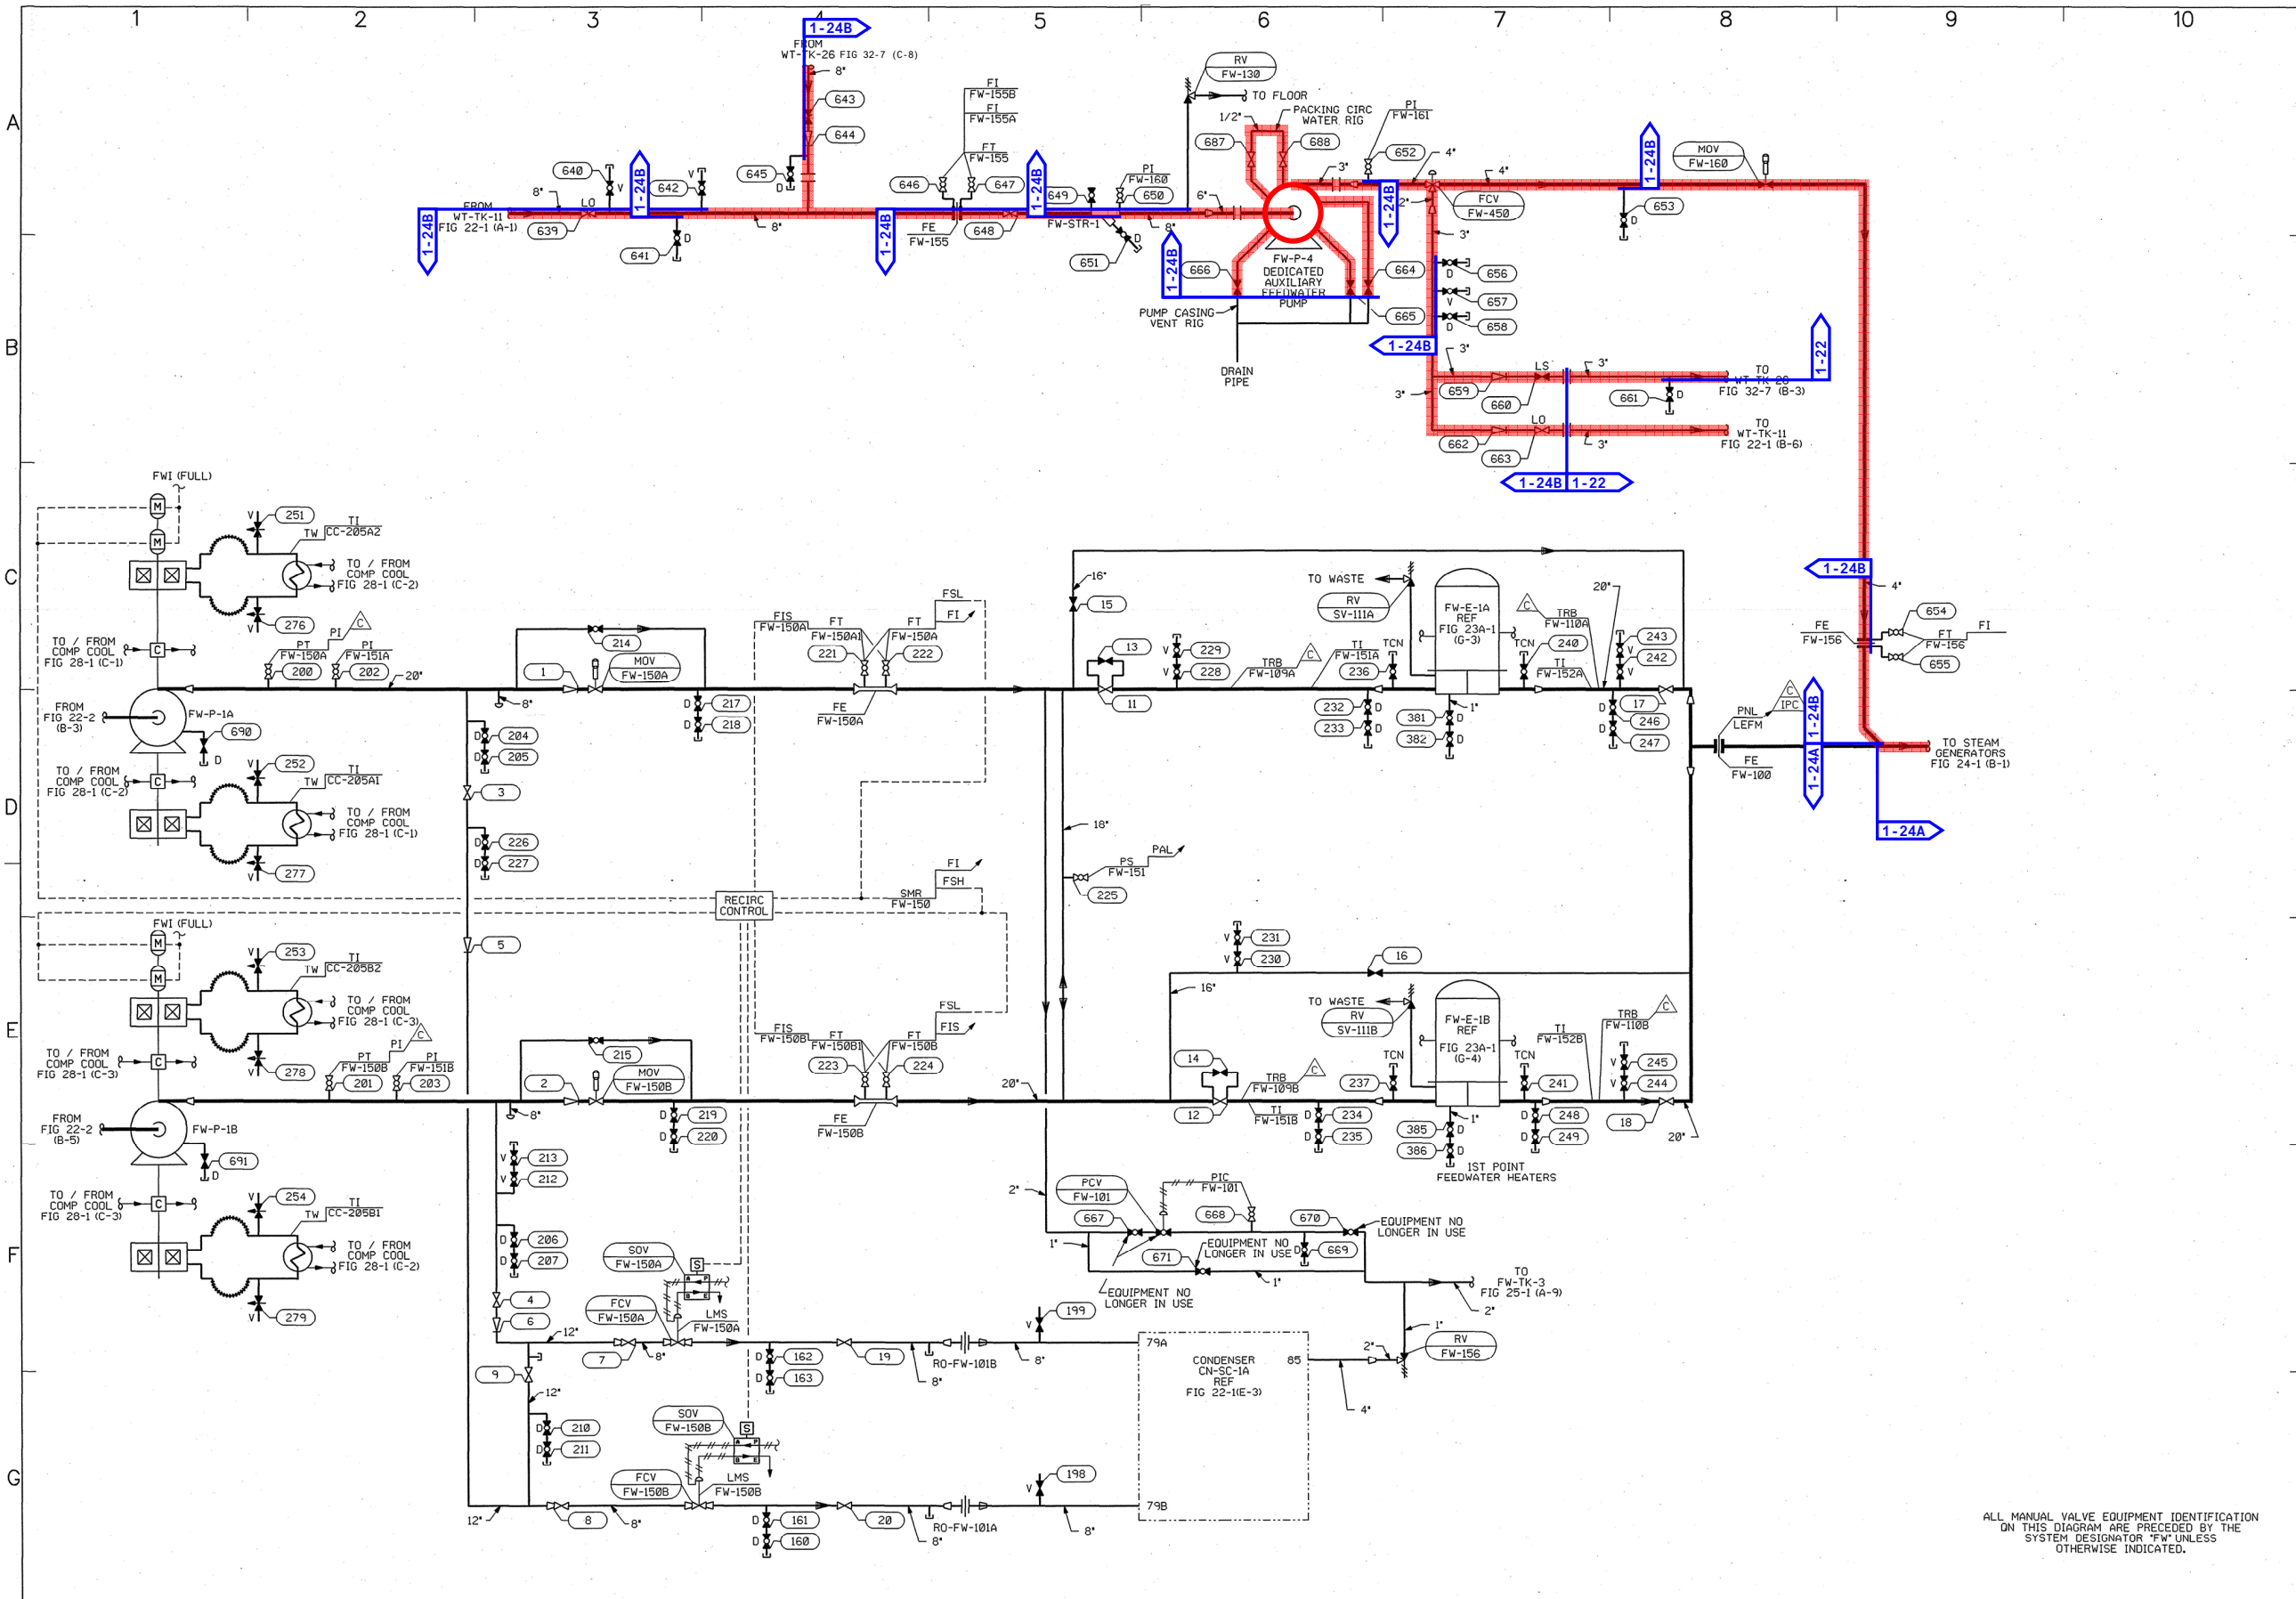 1 2 3 4 5 6 7 8 9 10
A
B
C
D
E
F
G
1-24B
FROM
WT-TK-26 FIG 32-7 (C-8)
8"
643
644
645
D
FI
FW-155B
FI
FW-155A
FT
FW-155
646
647
FE
FW-155
640
V
642
V
8"
LO
1-24B
FROM
WT-TK-11
FIG 22-1 (A-1)
1-24B
639
641
D
8"
1-24B
1-24B
649
PI
FW-160
650
648
FW-STR-1
8"
651
D
6"
RV
FW-130
TO FLOOR
1/2"
PACKING CIRC
WATER RIG
687
688
PI
FW-161
652
3"
4"
4"
1-24B
2"
FCV
FW-450
3"
1-24B
MOV
FW-160
653
D
1-24B
666
664
665
FW-P-4
DEDICATED
AUXILIARY
FEEDWATER
PUMP
PUMP CASING
VENT RIG
DRAIN
PIPE
656
D
657
V
658
D
1-24B
3"
LS
3"
659
660
3"
661
D
TO
WT-TK-26
FIG 32-7 (B-3)
1-22
LO
662
663
3"
TO
WT-TK-11
FIG 22-1 (B-6)
1-24B
1-22
FWI (FULL)
M
M
V
251
TI
CC-205A2
TW
TO / FROM
COMP COOL
FIG 28-1 (C-2)
V
276
TO / FROM
COMP COOL
FIG 28-1 (C-1)
C
PT
FW-150A
PI
C
200
PI
FW-151A
202
20"
FROM
FIG 22-2
(B-3)
FW-P-1A
690
D
TO / FROM
COMP COOL
FIG 28-1 (C-2)
C
V
252
TI
CC-205A1
TW
TO / FROM
COMP COOL
FIG 28-1 (C-1)
V
277
214
1
MOV
FW-150A
8"
D
217
D
218
D
204
D
205
3
D
226
D
227
5
FIS
FW-150A
FT
FW-150A1
221
FT
FW-150A
222
FSL
FI
FE
FW-150A
16"
15
13
11
229
V
228
V
TRB
FW-109A
C
TI
FW-151A
TCN
236
232
D
233
D
TO WASTE
RV
SV-111A
FW-E-1A
REF
FIG 23A-1
(G-3)
1"
381
D
382
D
C
TRB
FW-110A
TCN
240
TI
FW-152A
20"
243
V
242
V
17
246
D
247
D
PNL
LEFM
C
IPC
FE
FW-100
1-24B
1-24A
1-24B
4"
FE
FW-156
654
FT
FW-156
FI
655
TO STEAM
GENERATORS
FIG 24-1 (B-1)
1-24A
18"
PS
FW-151
PAL
225
RECIRC
CONTROL
SMR
FW-150
FI
FSH
FWI (FULL)
M
M
V
253
TI
CC-205B2
TW
TO / FROM
COMP COOL
FIG 28-1 (C-3)
V
278
TO / FROM
COMP COOL
FIG 28-1 (C-3)
C
PT
FW-150B
PI
C
201
PI
FW-151B
203
FROM
FIG 22-2
(B-5)
FW-P-1B
691
D
TO / FROM
COMP COOL
FIG 28-1 (C-3)
C
V
254
TI
CC-205B1
TW
TO / FROM
COMP COOL
FIG 28-1 (C-2)
V
279
215
2
MOV
FW-150B
8"
D
219
D
220
V
213
V
212
D
206
D
207
4
6
FIS
FW-150B
FT
FW-150B1
223
FT
FW-150B
224
FSL
FIS
FE
FW-150B
20"
V
231
V
230
16
16"
14
12
TRB
FW-109B
C
TI
FW-151B
TCN
237
D
234
D
235
TO WASTE
RV
SV-111B
FW-E-1B
REF
FIG 23A-1
(G-4)
1"
385
D
386
D
1ST POINT
FEEDWATER HEATERS
TCN
241
TI
FW-152B
TRB
FW-110B
C
V
245
V
244
D
248
D
249
18
20"
2"
PCV
FW-101
PIC
FW-101
667
668
670
EQUIPMENT NO
LONGER IN USE
1"
671
EQUIPMENT NO
LONGER IN USE
D
669
1"
EQUIPMENT NO
LONGER IN USE
TO
FW-TK-3
FIG 25-1 (A-9)
2"
1"
2"
RV
FW-156
4"
SOV
FW-150A
S
FCV
FW-150A
LMS
FW-150A
12"
7
8"
D
162
D
163
19
8"
RO-FW-101B
8"
V
199
79A
CONDENSER
CN-SC-1A
REF
FIG 22-1(E-3)
85
79B
9
12"
D
210
D
211
SOV
FW-150B
S
FCV
FW-150B
LMS
FW-150B
12"
8
8"
D
161
D
160
20
8"
RO-FW-101A
8"
V
198
ALL MANUAL VALVE EQUIPMENT IDENTIFICATION
ON THIS DIAGRAM ARE PRECEDED BY THE
SYSTEM DESIGNATOR "FW" UNLESS
OTHERWISE INDICATED.